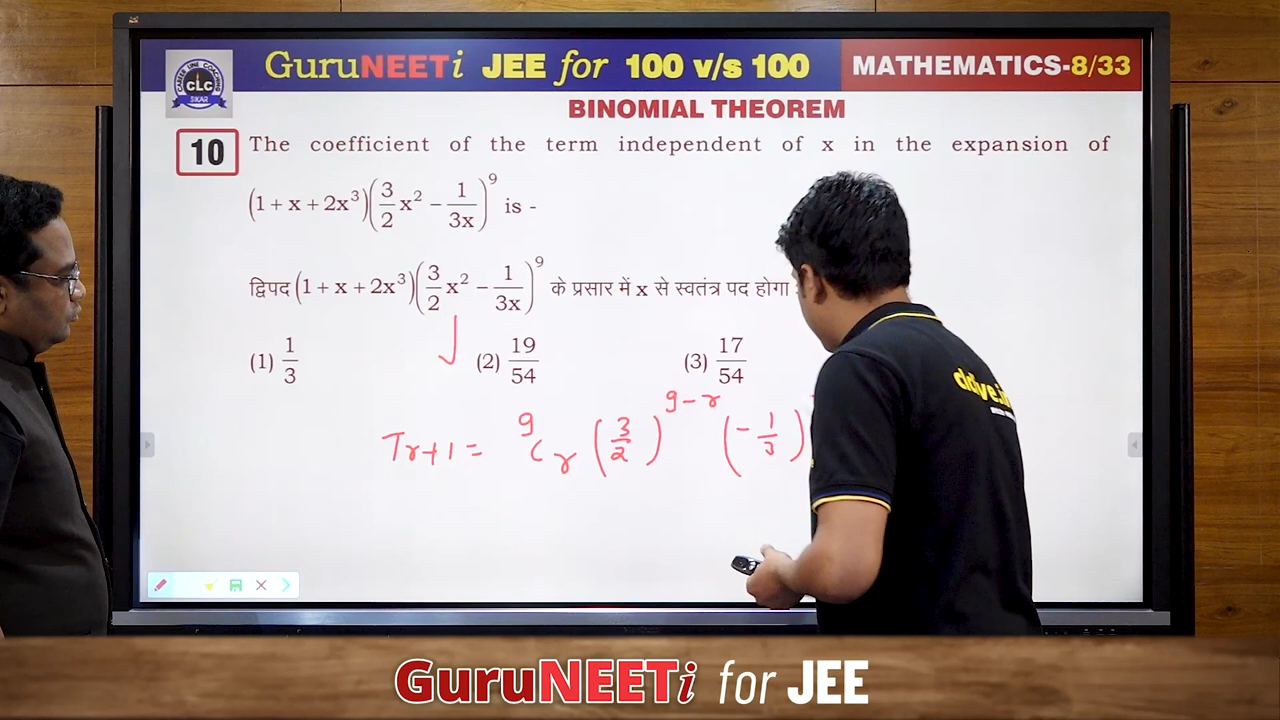 GuruNEETi JEE for 100 v/s 100 MATHEMATICS-8/33
CAREER LINE COACHING
CLC
SIKAR
BINOMIAL THEOREM
10 The coefficient of the term independent of x in the expansion of
(1 + x + 2x³)(3/2 x² − 1/3x)⁹ is -
द्विपद (1 + x + 2x³)(3/2 x² − 1/3x)⁹ के प्रसार में x से स्वतंत्र पद होगा
(1) 1/3 (2) 19/54 (3) 17/54
Tr+1 = ⁹Cr (3/2)^9-r (-1/3)
GuruNEETi for JEE